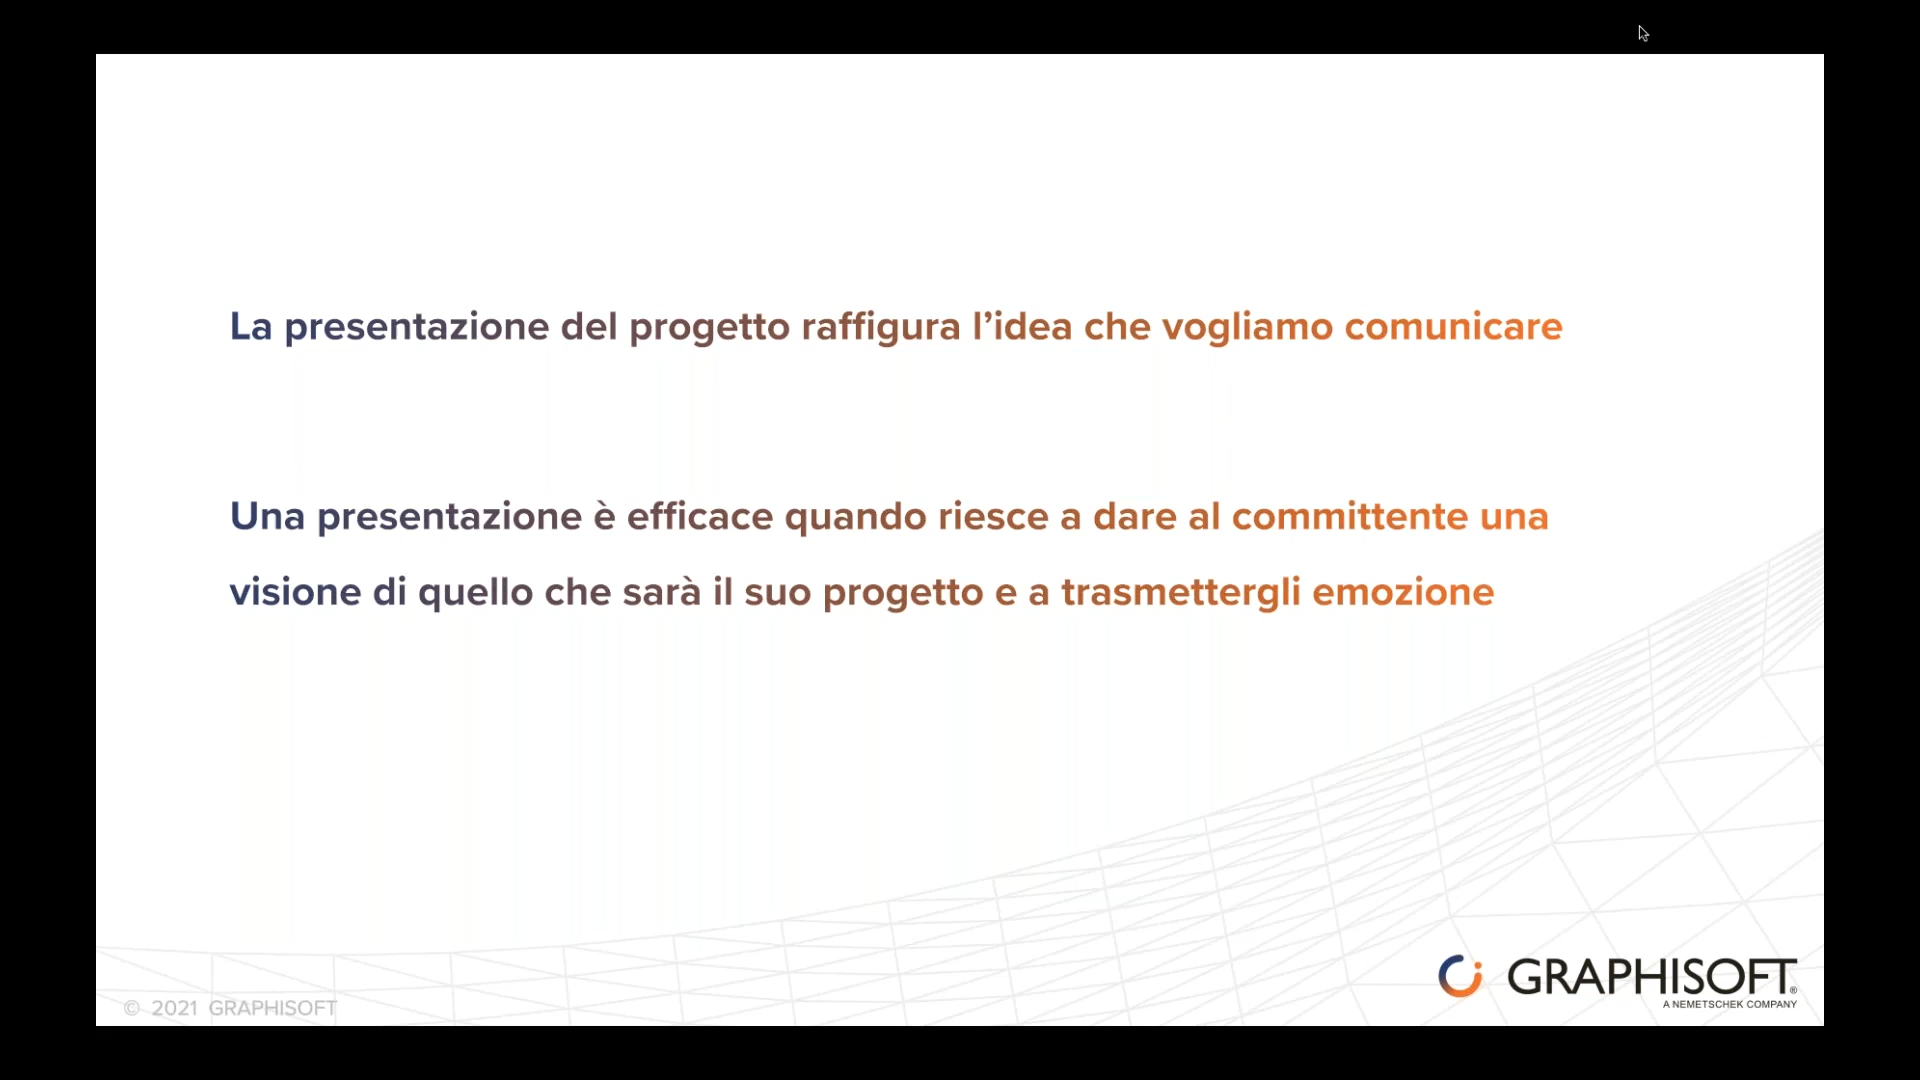 La presentazione del progetto raffigura l’idea che vogliamo comunicare
Una presentazione è efficace quando riesce a dare al committente una
visione di quello che sarà il suo progetto e a trasmettergli emozione
© 2021 GRAPHISOFT
GRAPHISOFT®
A NEMETSCHEK COMPANY